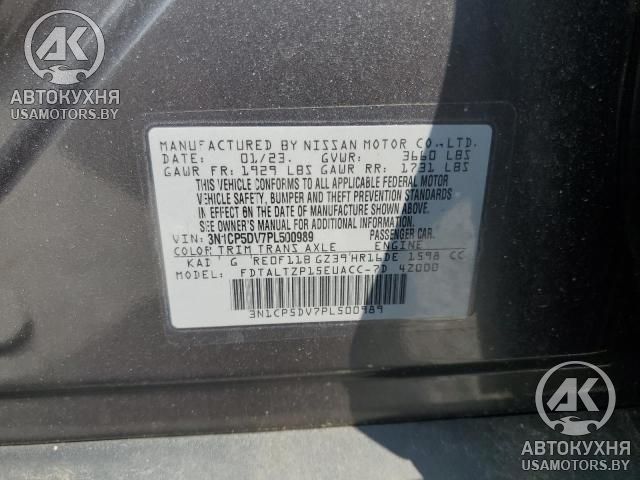 AK
АВТОКУХНЯ
USAMOTORS.BY
MANUFACTURED BY NISSAN MOTOR CO.,LTD.
DATE: 01/23. GVWR: 3660 LBS
GAWR FR: 1929 LBS GAWR RR: 1731 LBS
THIS VEHICLE CONFORMS TO ALL APPLICABLE FEDERAL MOTOR
VEHICLE SAFETY, BUMPER AND THEFT PREVENTION STANDARDS
IN EFFECT ON THE DATE OF MANUFACTURE SHOWN ABOVE.
SEE OWNER'S MANUAL FOR ADDITIONAL INFORMATION.
VIN: 3N1CP5DV7PL500989 PASSENGER CAR
COLOR TRIM TRANS AXLE ENGINE
KAD G RE0F11B GZ39 HR16DE 1598 CC
FDTALTZP15EUACC-7D 42000
3N1CP5DV7PL500989
AK
АВТОКУХНЯ
USAMOTORS.BY